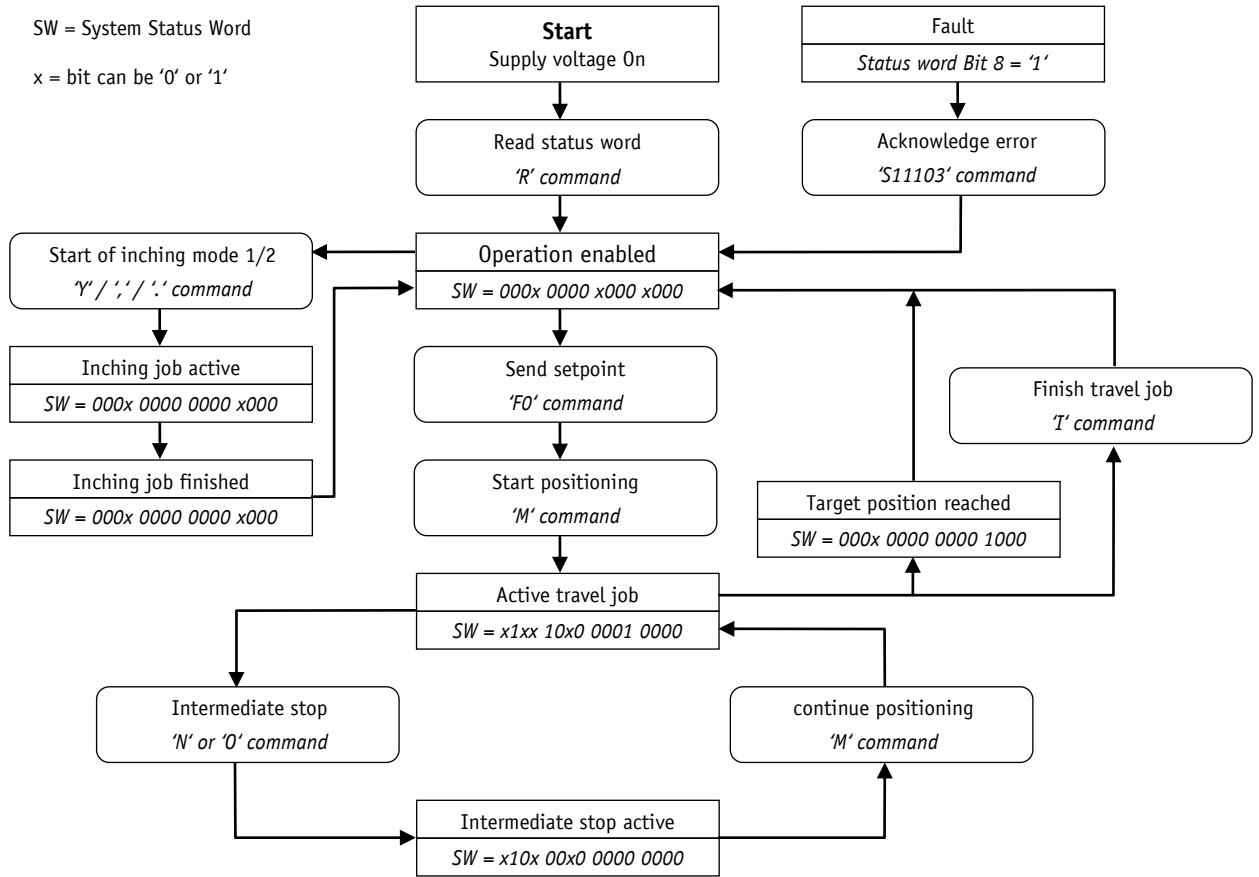 SW = System Status Word
x = bit can be ‘0‘ or ‘1‘
Start
Supply voltage On
Fault
Status word Bit 8 = ‘1‘
Read status word
‘R’ command
Acknowledge error
‘S11103‘ command
Start of inching mode 1/2
‘Y‘ / ‘,‘ / ‘.‘ command
Operation enabled
SW = 000x 0000 x000 x000
Inching job active
SW = 000x 0000 0000 x000
Send setpoint
‘F0‘ command
Finish travel job
‘I‘ command
Inching job finished
SW = 000x 0000 0000 x000
Start positioning
‘M‘ command
Target position reached
SW = 000x 0000 0000 1000
Active travel job
SW = x1xx 10x0 0001 0000
Intermediate stop
‘N‘ or ‘O‘ command
continue positioning
‘M‘ command
Intermediate stop active
SW = x10x 00x0 0000 0000